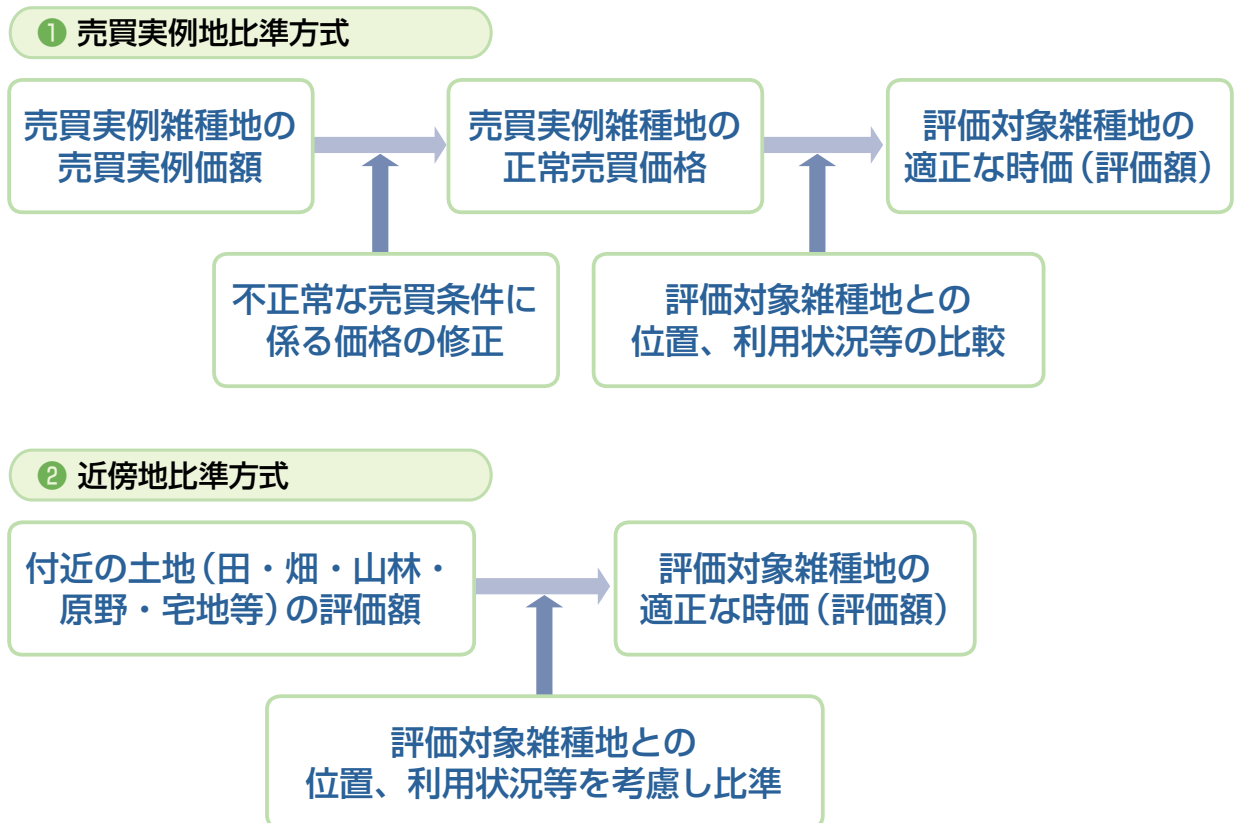 ❶ 売買実例地比準方式
売買実例雑種地の
売買実例価額
売買実例雑種地の
正常売買価格
評価対象雑種地の
適正な時価（評価額）
不正常な売買条件に
係る価格の修正
評価対象雑種地との
位置、利用状況等の比較
❷ 近傍地比準方式
付近の土地（田・畑・山林・
原野・宅地等）の評価額
評価対象雑種地の
適正な時価（評価額）
評価対象雑種地との
位置、利用状況等を考慮し比準